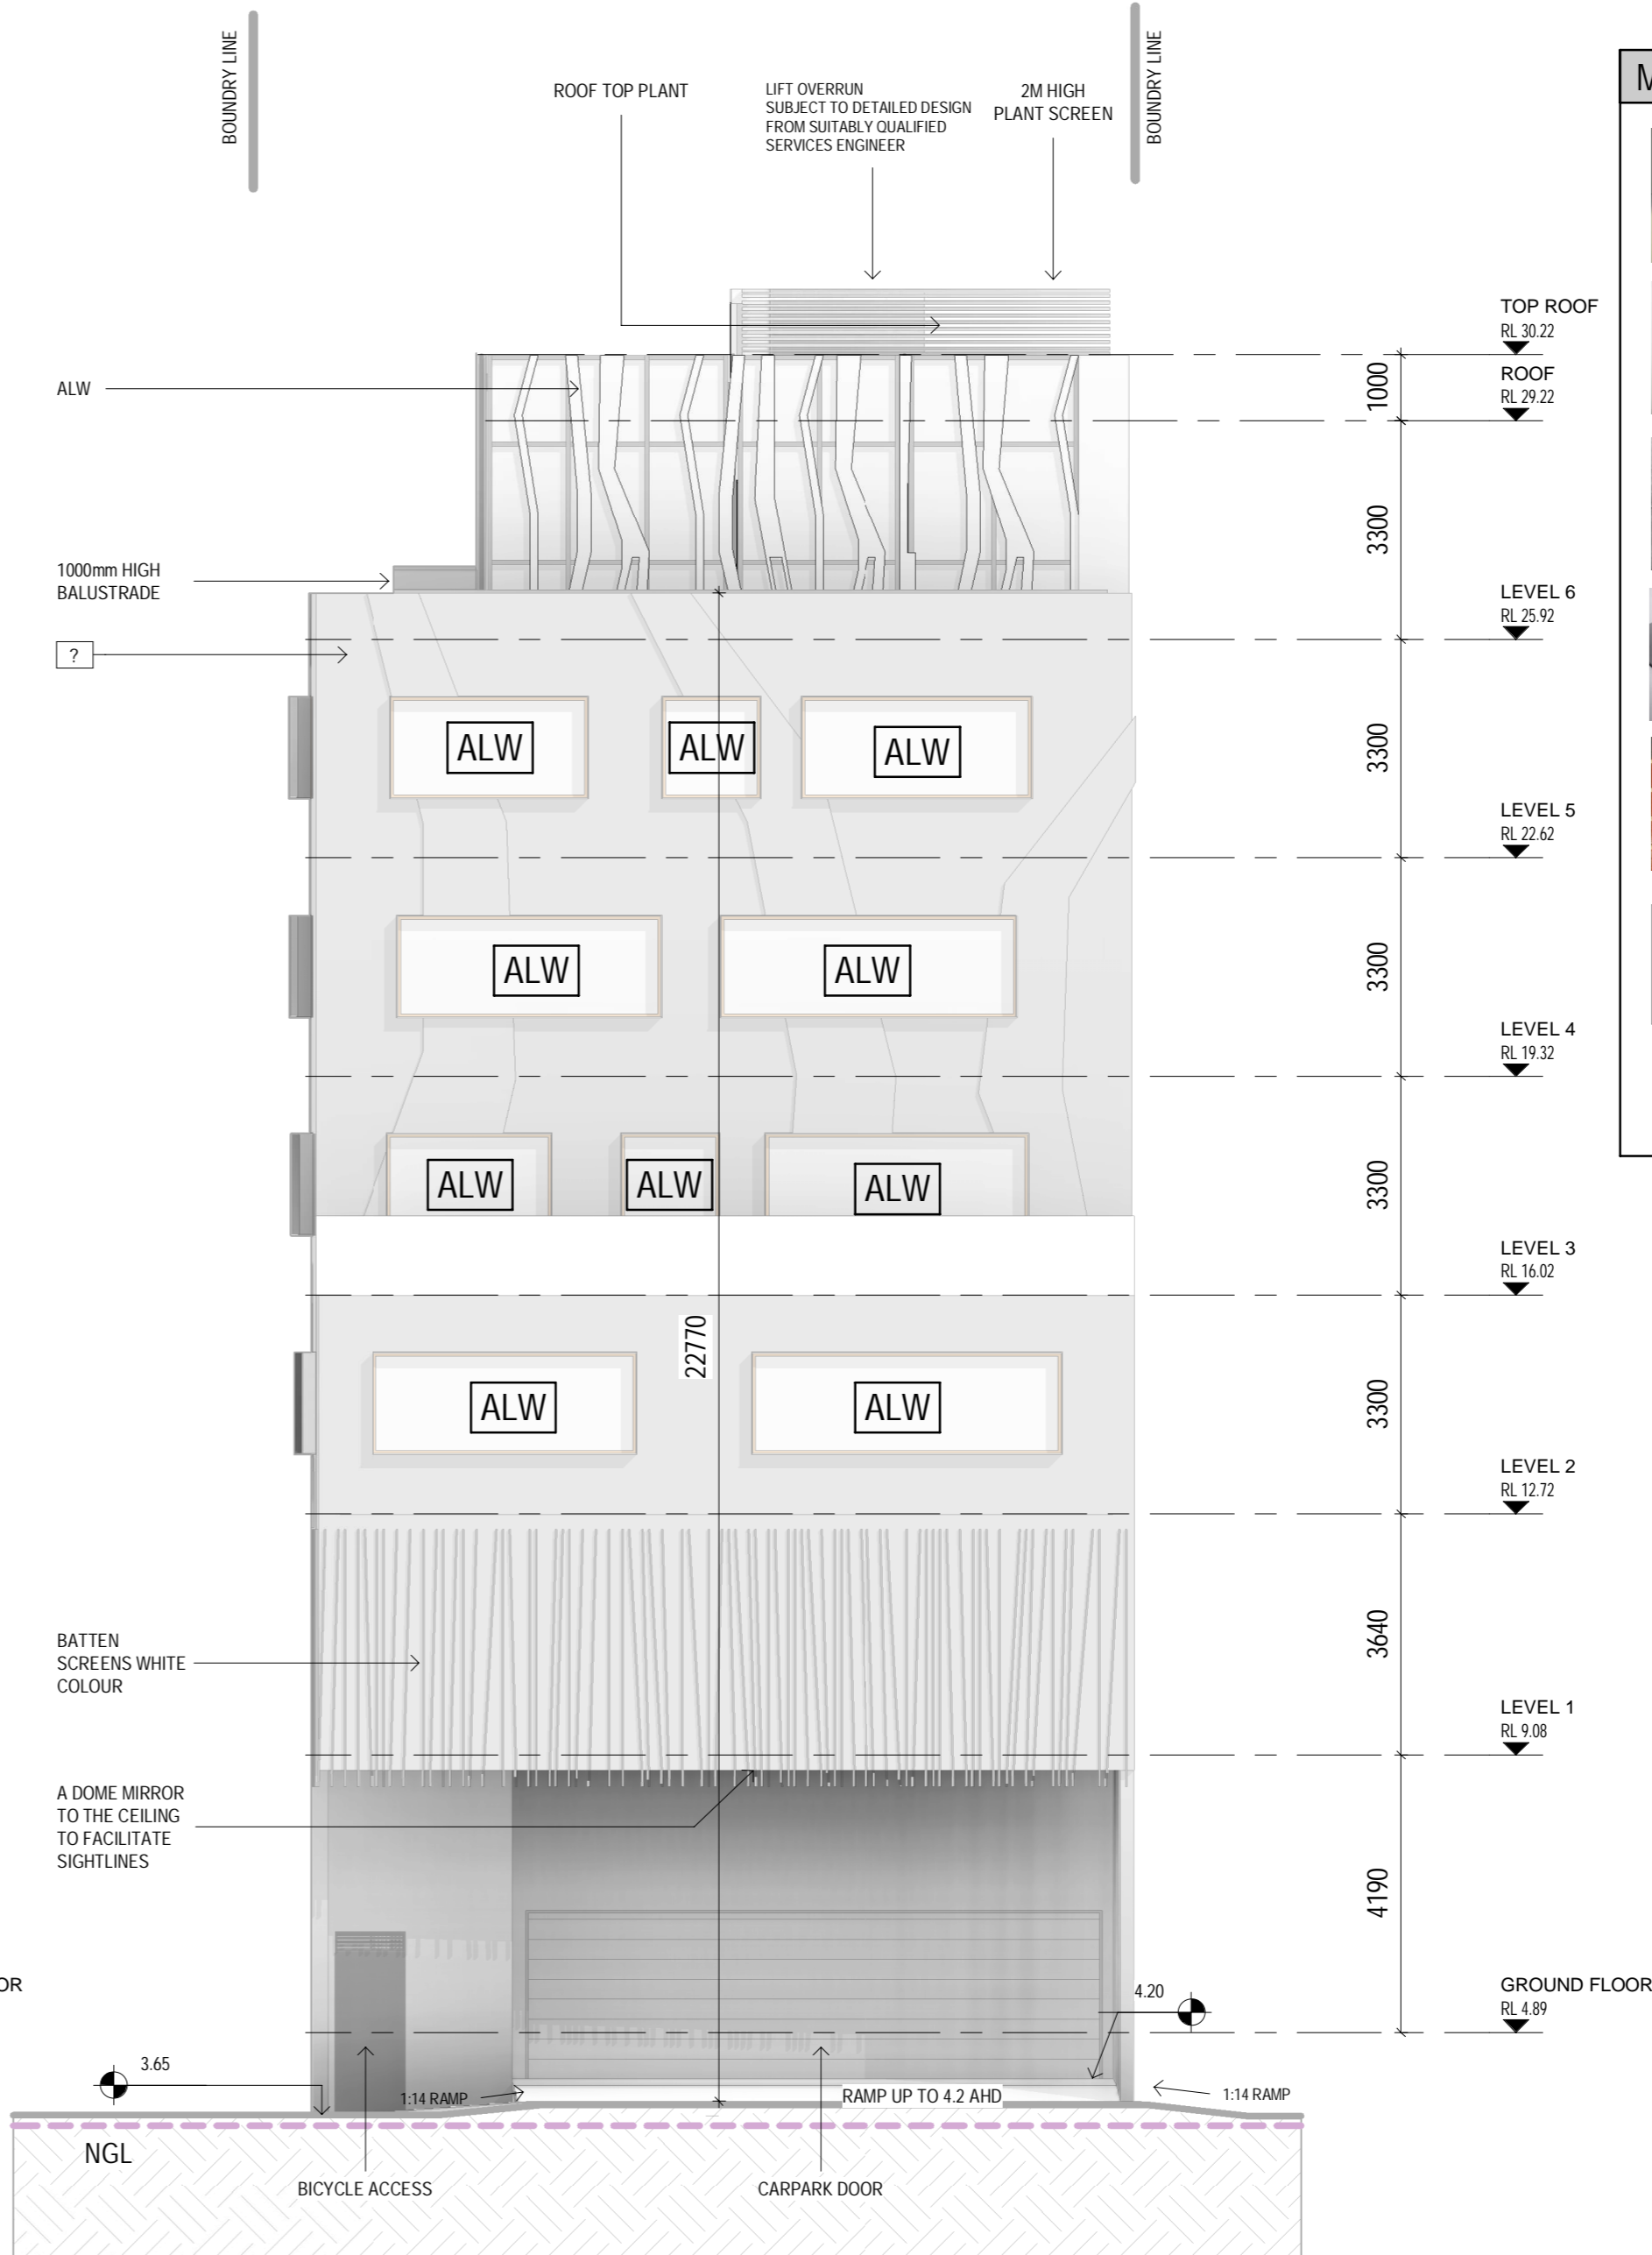 BOUNDRY LINE
BOUNDRY LINE
ROOF TOP PLANT
LIFT OVERRUN
SUBJECT TO DETAILED DESIGN
FROM SUITABLY QUALIFIED
SERVICES ENGINEER
2M HIGH
PLANT SCREEN
M
TOP ROOF
RL 30.22
1000
ROOF
RL 29.22
ALW
3300
1000mm HIGH
BALUSTRADE
LEVEL 6
RL 25.92
?
ALW
ALW
ALW
3300
LEVEL 5
RL 22.62
ALW
ALW
3300
LEVEL 4
RL 19.32
ALW
ALW
ALW
3300
LEVEL 3
RL 16.02
22770
ALW
ALW
3300
LEVEL 2
RL 12.72
BATTEN
SCREENS WHITE
COLOUR
3640
LEVEL 1
RL 9.08
A DOME MIRROR
TO THE CEILING
TO FACILITATE
SIGHTLINES
4190
OR
4.20
GROUND FLOOR
RL 4.89
3.65
1:14 RAMP
RAMP UP TO 4.2 AHD
1:14 RAMP
NGL
BICYCLE ACCESS
CARPARK DOOR